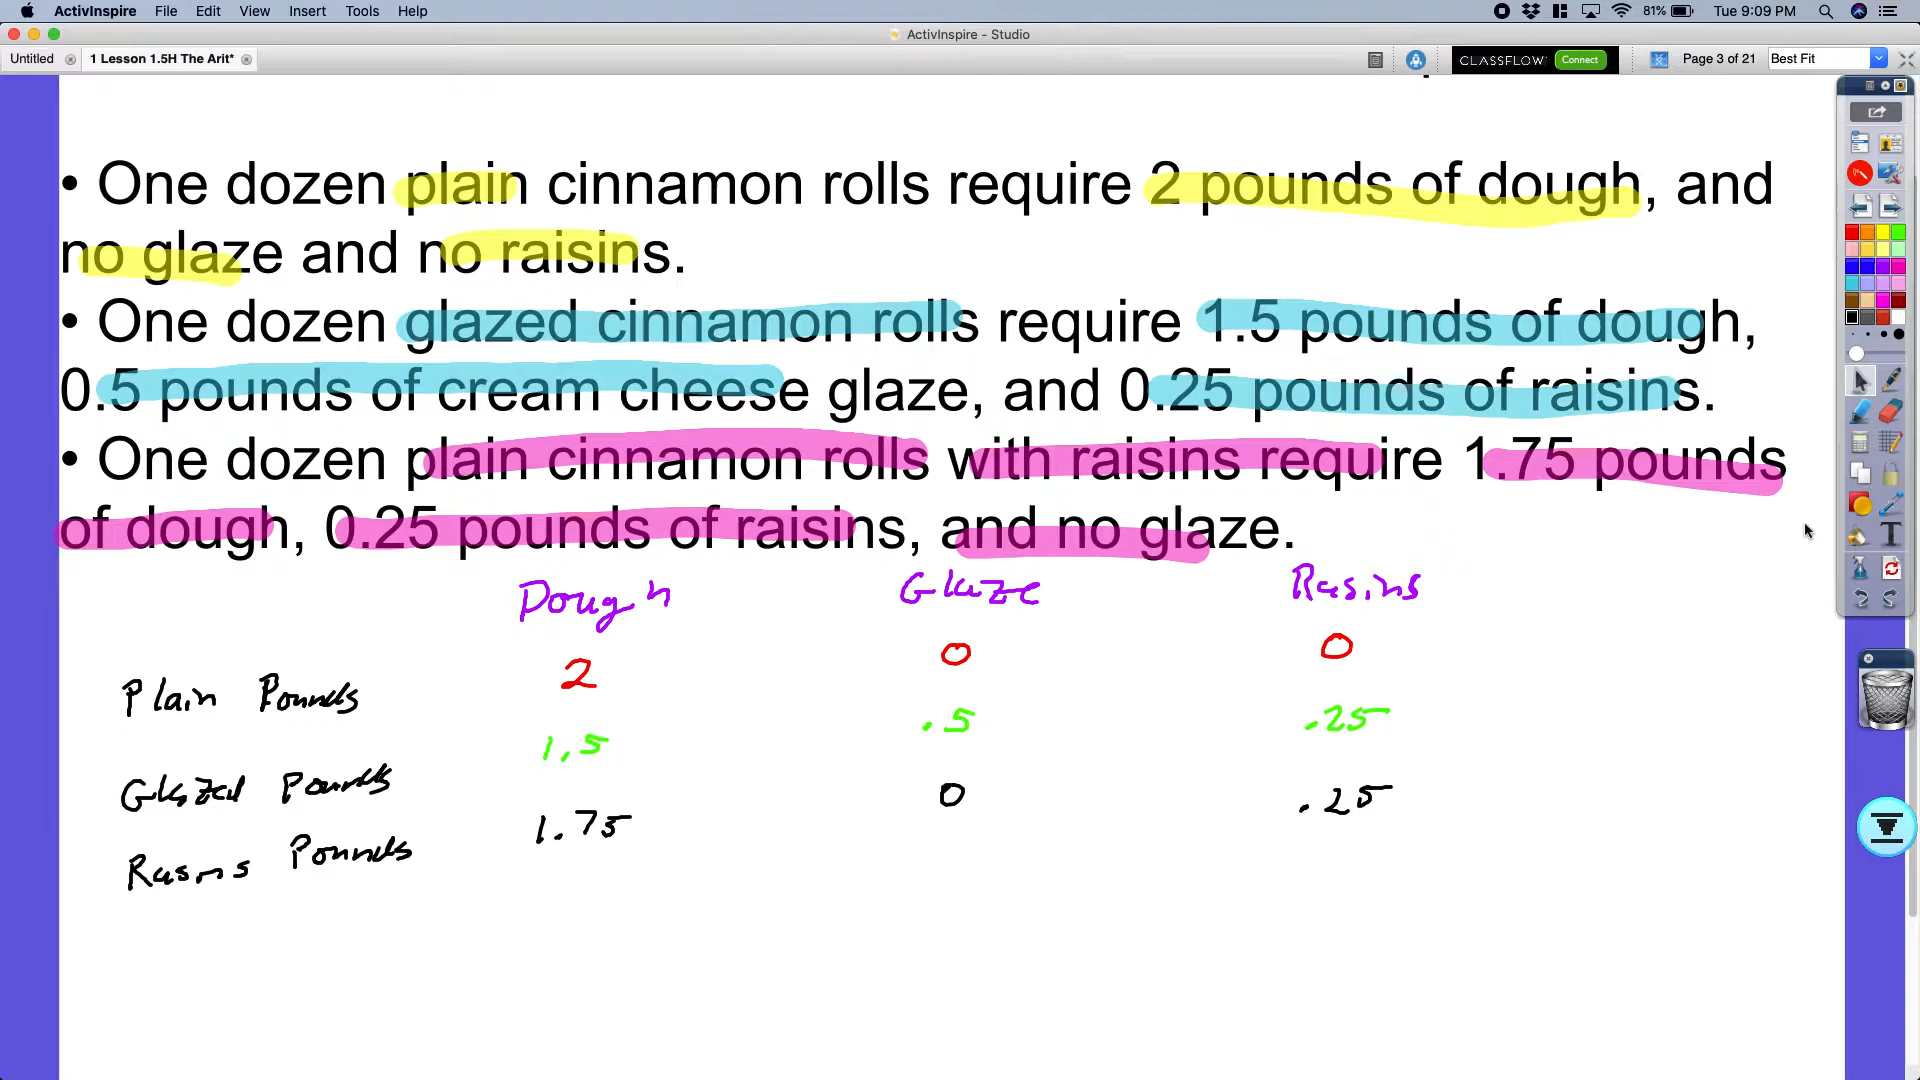 ActivInspire File Edit View Insert Tools Help 81% Tue 9:09 PM
ActivInspire - Studio
Untitled 1 Lesson 1.5H The Arit* CLASSFLOW Connect Page 3 of 21 Best Fit
• One dozen plain cinnamon rolls require 2 pounds of dough, and
no glaze and no raisins.
• One dozen glazed cinnamon rolls require 1.5 pounds of dough,
0.5 pounds of cream cheese glaze, and 0.25 pounds of raisins.
• One dozen plain cinnamon rolls with raisins require 1.75 pounds
of dough, 0.25 pounds of raisins, and no glaze.
Dough Glaze Rasins
Plain Pounds 2 0 0
Glazed Pounds 1.5 .5 .25
Rasins Pounds 1.75 0 .25